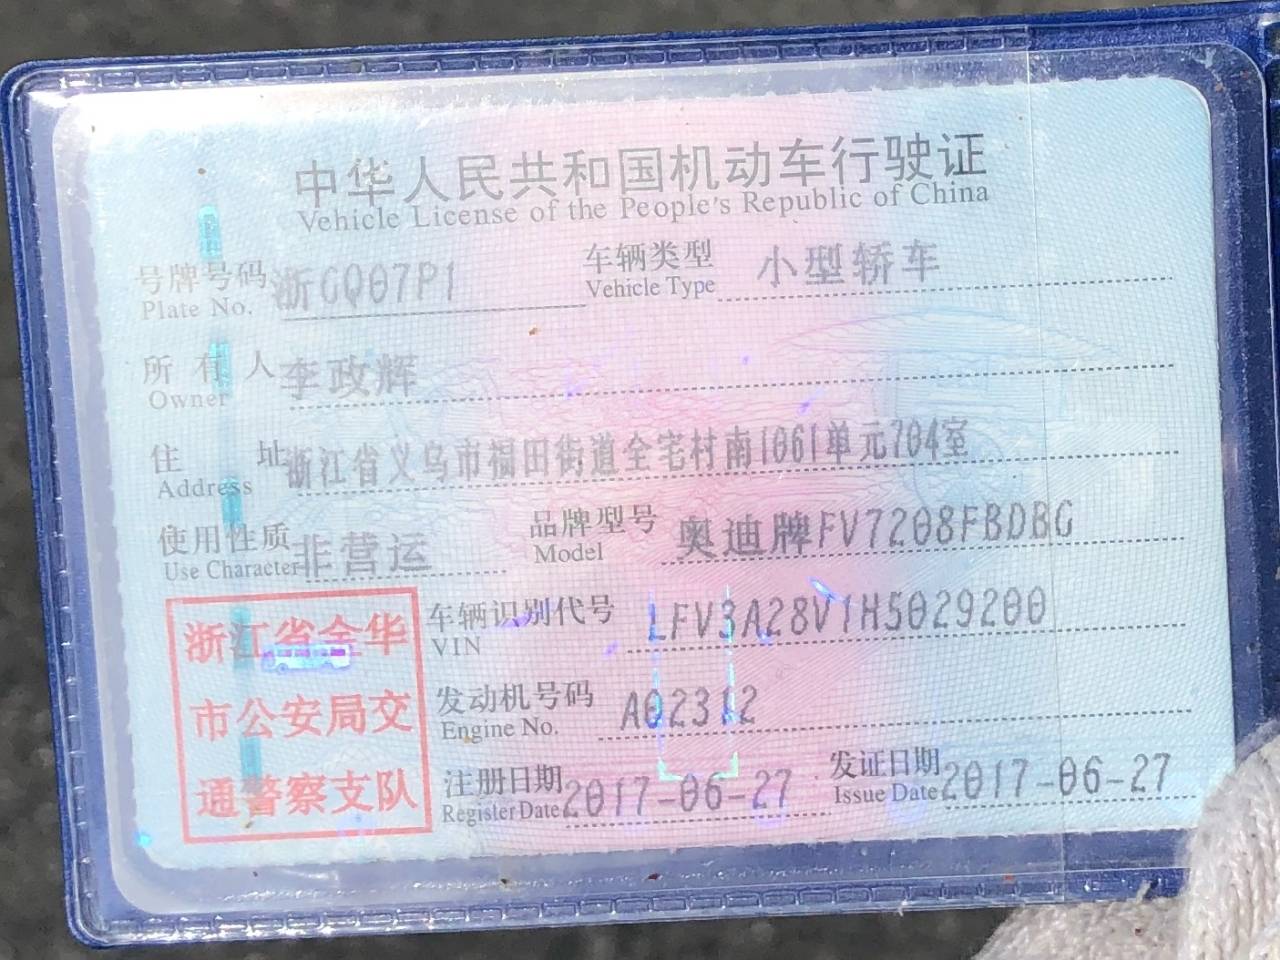 中华人民共和国机动车行驶证
Vehicle License of the People's Republic of China
号牌号码 浙GQ07P1 车辆类型 小型轿车
Plate No. Vehicle Type
所有人 李政辉
Owner
住址 浙江省义乌市福田街道全宅村南1061单元704室
Address
使用性质 非营运 品牌型号 奥迪牌FV7208FBDBG
Use Character Model
浙江省金华
市公安局交
通警察支队
车辆识别代号 LFV3A28V1H5029200
VIN
发动机号码 A02312
Engine No.
注册日期 2017-06-27 发证日期 2017-06-27
Register Date Issue Date